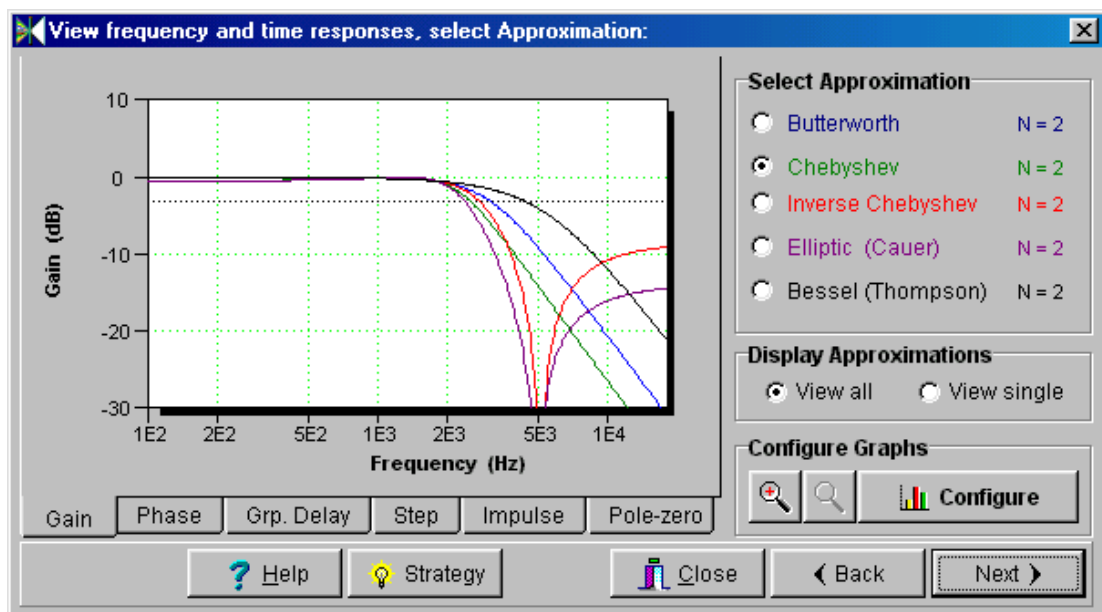 View frequency and time responses, select Approximation:
10
0
-10
-20
-30
Gain (dB)
1E2 2E2 5E2 1E3 2E3 5E3 1E4
Frequency (Hz)
Gain Phase Grp. Delay Step Impulse Pole-zero
Select Approximation
Butterworth N = 2
Chebyshev N = 2
Inverse Chebyshev N = 2
Elliptic (Cauer) N = 2
Bessel (Thompson) N = 2
Display Approximations
View all View single
Configure Graphs
Configure
? Help Strategy Close Back Next